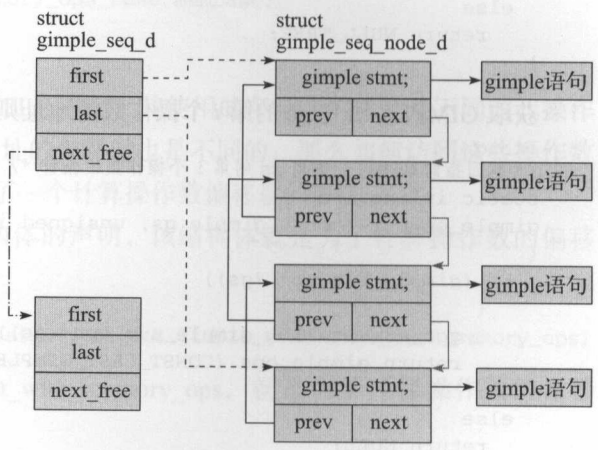 struct
gimple_seq_d
first
last
next_free
first
last
next_free
struct
gimple_seq_node_d
gimple stmt;
prev next
gimple stmt;
prev next
gimple stmt;
prev next
gimple stmt;
prev next
gimple语句
gimple语句
gimple语句
gimple语句